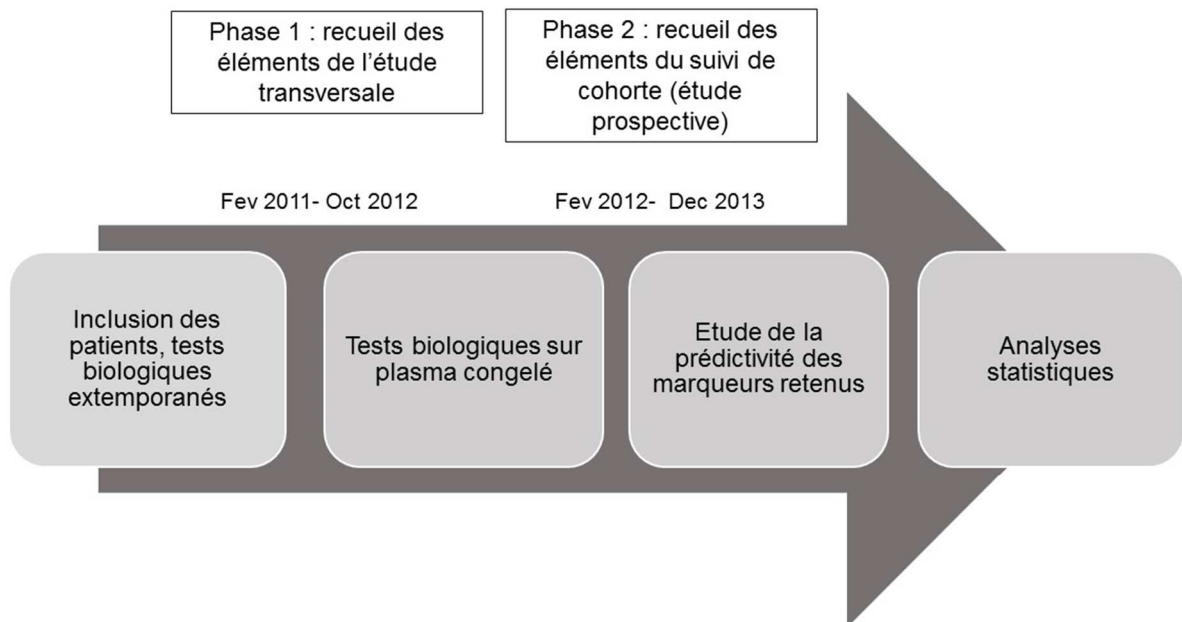 Phase 1 : recueil des
éléments de l'étude
transversale
Phase 2 : recueil des
éléments du suivi de
cohorte (étude
prospective)
Fev 2011- Oct 2012
Fev 2012- Dec 2013
Inclusion des
patients, tests
biologiques
extemporanés
Tests biologiques sur
plasma congelé
Etude de la
prédictivité des
marqueurs retenus
Analyses
statistiques